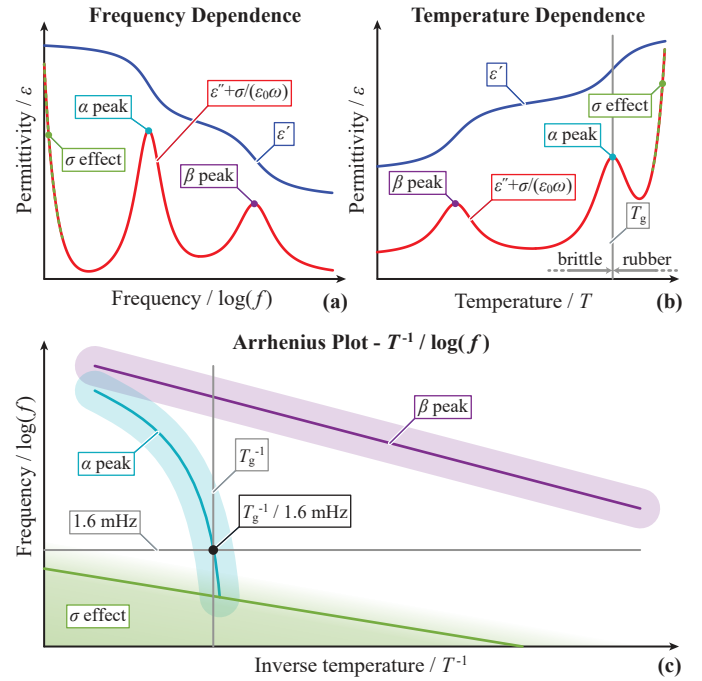 Frequency Dependence
Permittivity / ε
α peak
ε″+σ/(ε₀ω)
ε′
σ effect
β peak
Frequency / log(f)
(a)
Temperature Dependence
Permittivity / ε
ε′
σ effect
α peak
β peak
ε″+σ/(ε₀ω)
Tg
brittle
rubber
Temperature / T
(b)
Arrhenius Plot - T⁻¹ / log(f)
Frequency / log(f)
β peak
α peak
Tg⁻¹
1.6 mHz
Tg⁻¹ / 1.6 mHz
σ effect
Inverse temperature / T⁻¹
(c)